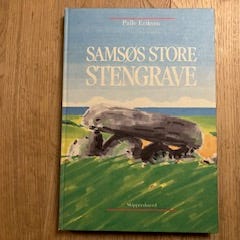 Palle Eriksen
SAMSØS STORE
STENGRAVE
Skippershoved